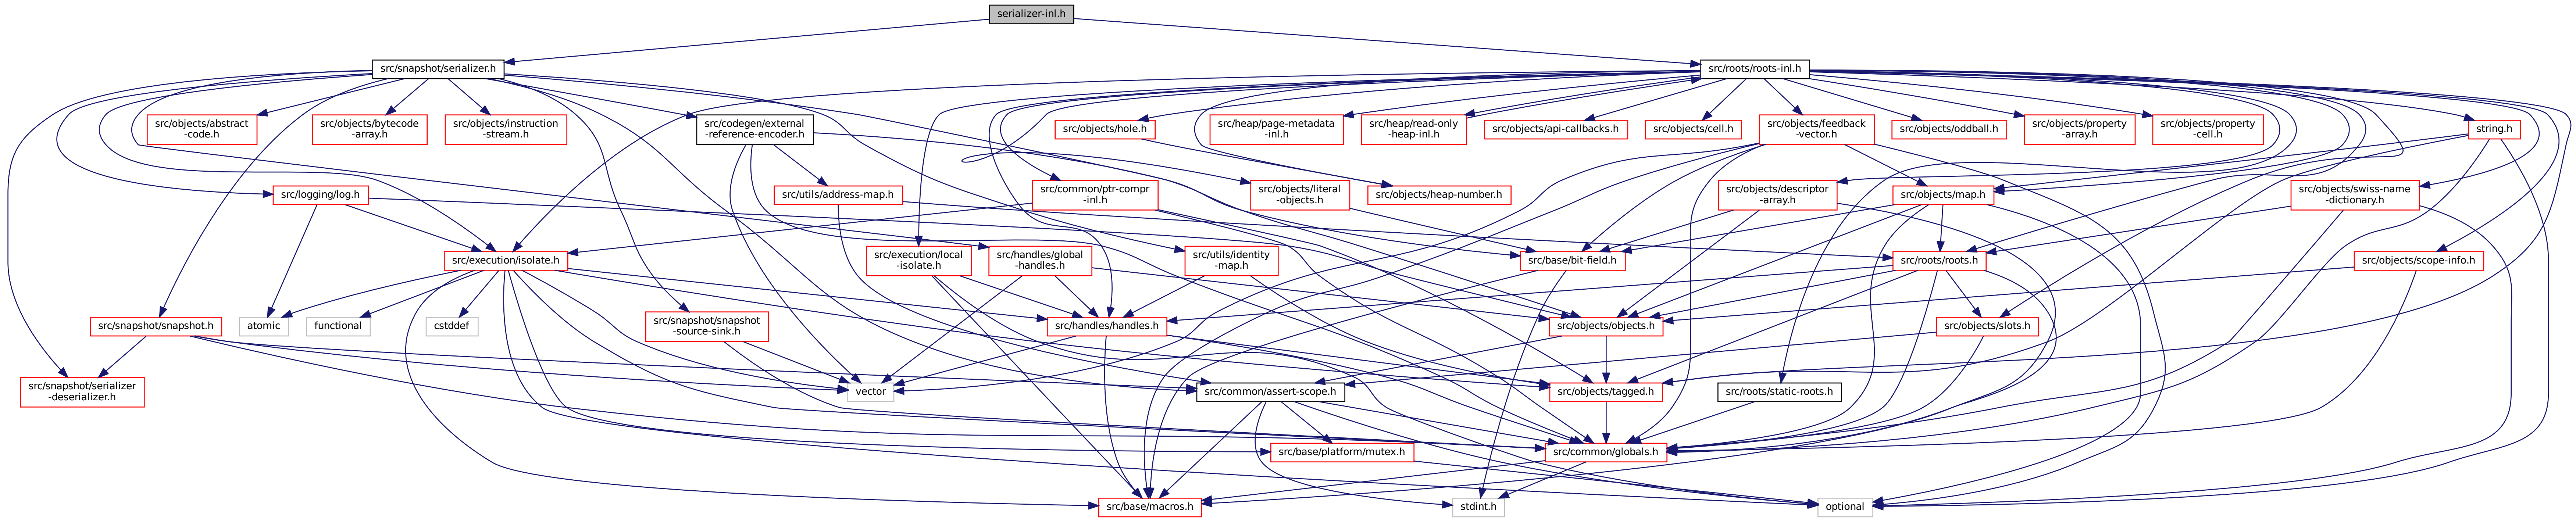 serializer-inl.h
src/snapshot/serializer.h
src/roots/roots-inl.h
src/objects/abstract
-code.h
src/objects/bytecode
-array.h
src/objects/instruction
-stream.h
src/codegen/external
-reference-encoder.h
src/objects/hole.h
src/heap/page-metadata
-inl.h
src/heap/read-only
-heap-inl.h
src/objects/api-callbacks.h
src/objects/cell.h
src/objects/feedback
-vector.h
src/objects/oddball.h
src/objects/property
-array.h
src/objects/property
-cell.h
string.h
src/logging/log.h
src/utils/address-map.h
src/common/ptr-compr
-inl.h
src/objects/literal
-objects.h
src/objects/heap-number.h
src/objects/descriptor
-array.h
src/objects/map.h
src/objects/swiss-name
-dictionary.h
src/execution/isolate.h
src/execution/local
-isolate.h
src/handles/global
-handles.h
src/utils/identity
-map.h
src/base/bit-field.h
src/roots/roots.h
src/objects/scope-info.h
src/snapshot/snapshot.h
atomic
functional
cstddef
src/snapshot/snapshot
-source-sink.h
src/handles/handles.h
src/objects/objects.h
src/objects/slots.h
src/snapshot/serializer
-deserializer.h
vector
src/common/assert-scope.h
src/objects/tagged.h
src/roots/static-roots.h
src/base/platform/mutex.h
src/common/globals.h
src/base/macros.h
stdint.h
optional